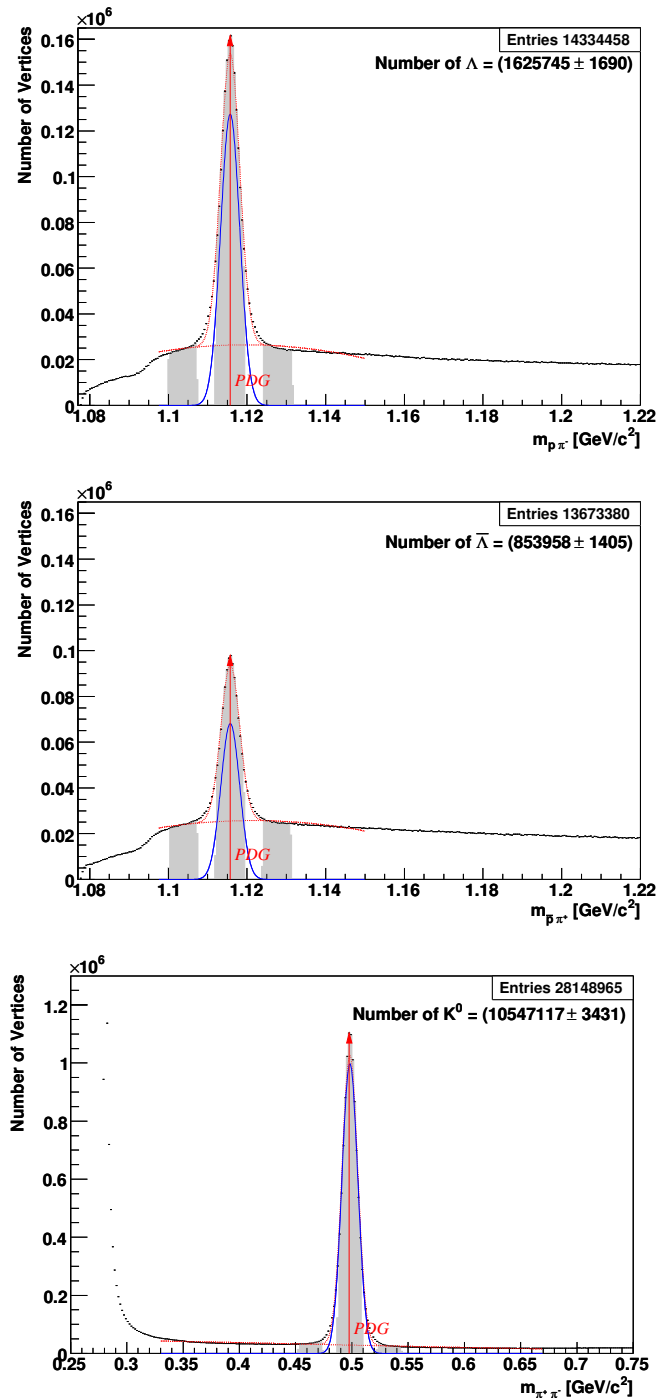 ×10⁶
Entries 14334458
Number of Λ = (1625745 ± 1690)
Number of Vertices
0.16
0.14
0.12
0.1
0.08
0.06
0.04
0.02
0
PDG
1.08 1.1 1.12 1.14 1.16 1.18 1.2 1.22
m_{p π⁻} [GeV/c²]
×10⁶
Entries 13673380
Number of Λ̅ = (853958 ± 1405)
Number of Vertices
0.16
0.14
0.12
0.1
0.08
0.06
0.04
0.02
0
PDG
1.08 1.1 1.12 1.14 1.16 1.18 1.2 1.22
m_{p̅ π⁺} [GeV/c²]
×10⁶
Entries 28148965
Number of K⁰ = (10547117 ± 3431)
Number of Vertices
1.2
1
0.8
0.6
0.4
0.2
0
PDG
0.25 0.3 0.35 0.4 0.45 0.5 0.55 0.6 0.65 0.7 0.75
m_{π⁺ π⁻} [GeV/c²]